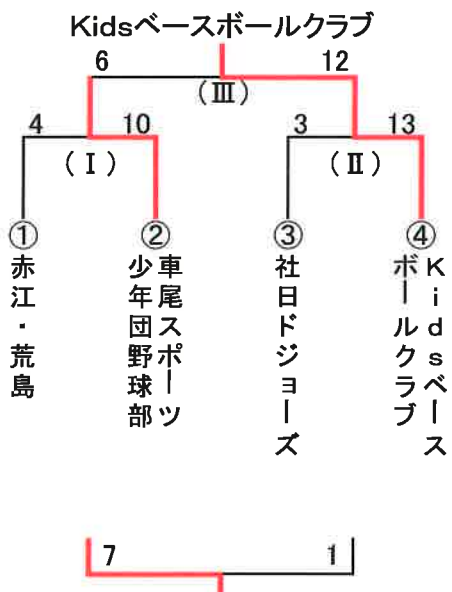 Kidsベースボールクラブ
6 12
(Ⅲ)
4 10 3 13
(Ⅰ) (Ⅱ)
① ② ③ ④
赤江・荒島
車尾スポーツ
少年団野球部
社日ドジョーズ
Kidsベース
ボールクラブ
7 1